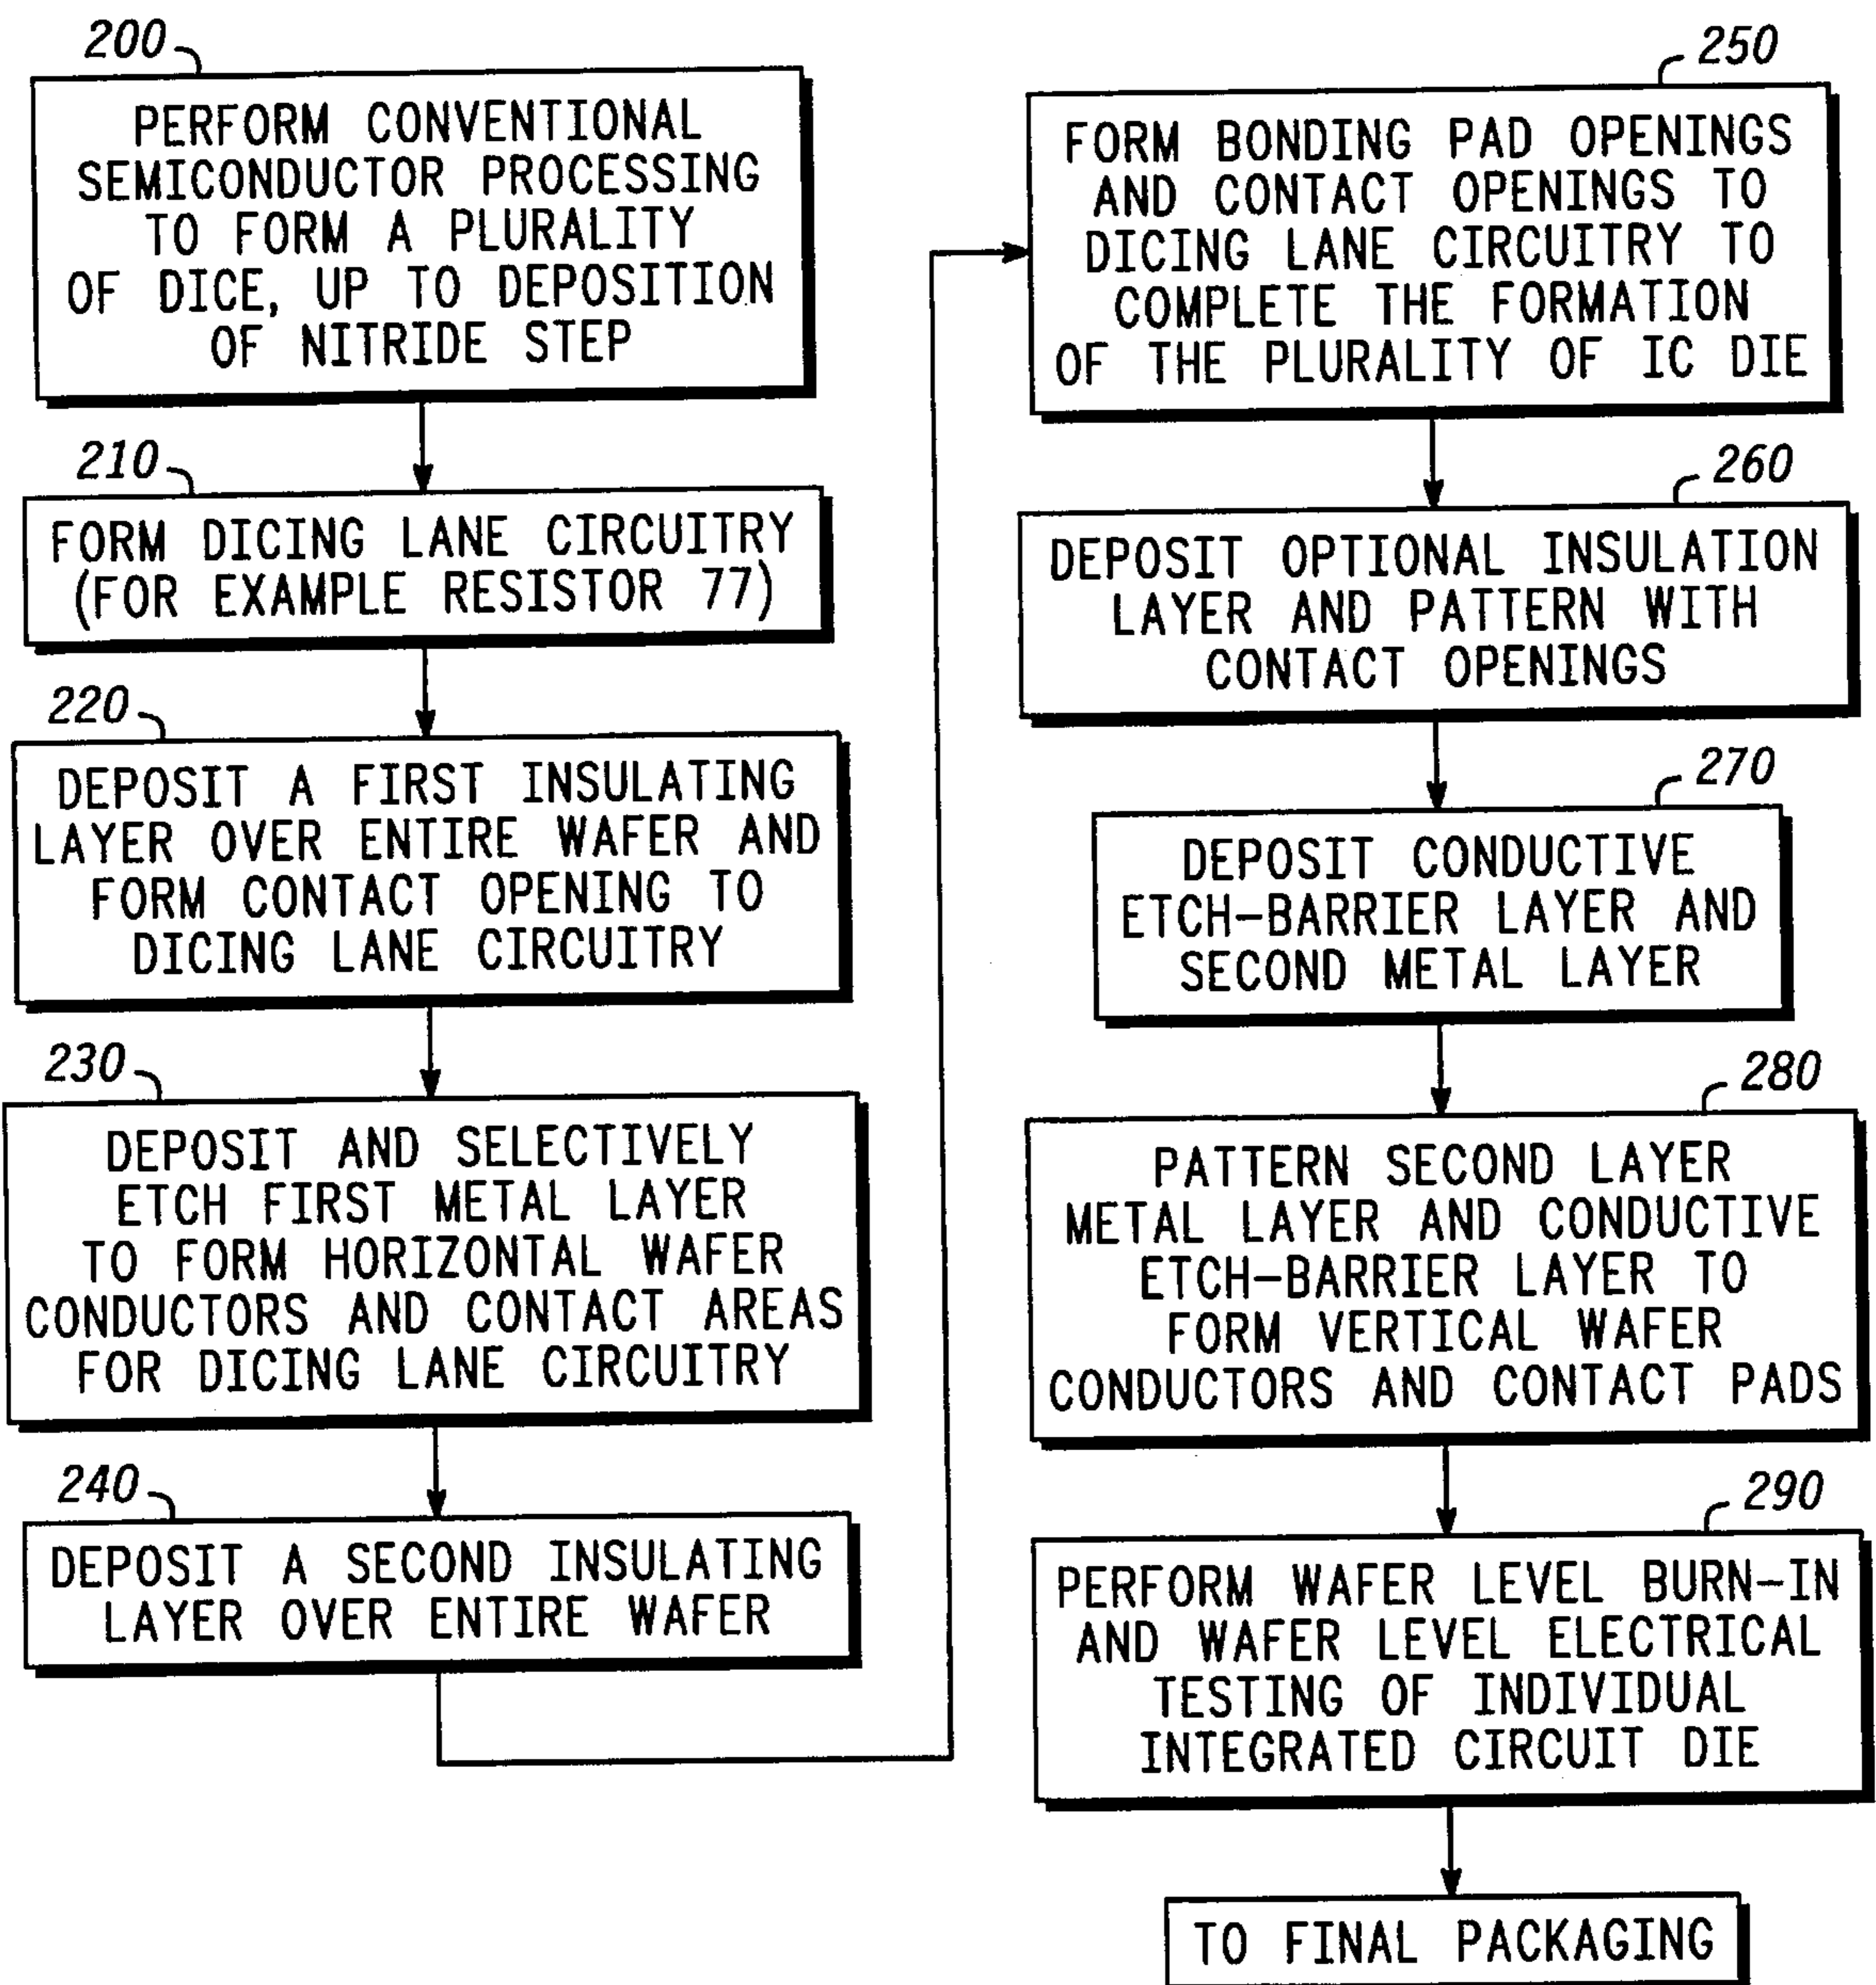 200
PERFORM CONVENTIONAL
SEMICONDUCTOR PROCESSING
TO FORM A PLURALITY
OF DICE, UP TO DEPOSITION
OF NITRIDE STEP
210
FORM DICING LANE CIRCUITRY
(FOR EXAMPLE RESISTOR 77)
220
DEPOSIT A FIRST INSULATING
LAYER OVER ENTIRE WAFER AND
FORM CONTACT OPENING TO
DICING LANE CIRCUITRY
230
DEPOSIT AND SELECTIVELY
ETCH FIRST METAL LAYER
TO FORM HORIZONTAL WAFER
CONDUCTORS AND CONTACT AREAS
FOR DICING LANE CIRCUITRY
240
DEPOSIT A SECOND INSULATING
LAYER OVER ENTIRE WAFER
250
FORM BONDING PAD OPENINGS
AND CONTACT OPENINGS TO
DICING LANE CIRCUITRY TO
COMPLETE THE FORMATION
OF THE PLURALITY OF IC DIE
260
DEPOSIT OPTIONAL INSULATION
LAYER AND PATTERN WITH
CONTACT OPENINGS
270
DEPOSIT CONDUCTIVE
ETCH-BARRIER LAYER AND
SECOND METAL LAYER
280
PATTERN SECOND LAYER
METAL LAYER AND CONDUCTIVE
ETCH-BARRIER LAYER TO
FORM VERTICAL WAFER
CONDUCTORS AND CONTACT PADS
290
PERFORM WAFER LEVEL BURN-IN
AND WAFER LEVEL ELECTRICAL
TESTING OF INDIVIDUAL
INTEGRATED CIRCUIT DIE
TO FINAL PACKAGING